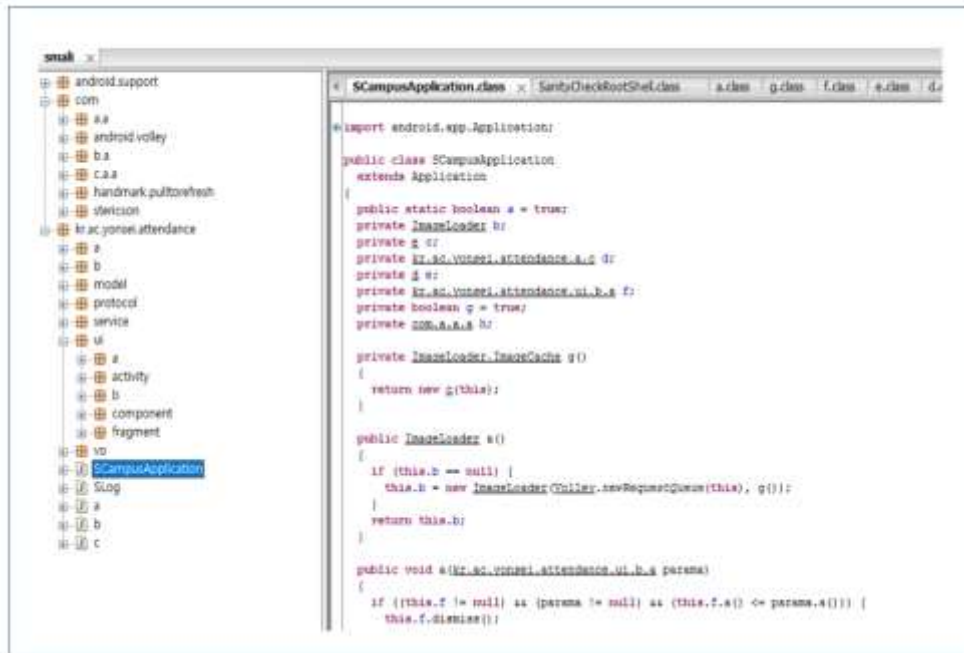 smali
android.support
com
a.a
android.volley
b.a
c.a.a
handmark.pulltorefresh
stericson
kr.ac.yonsei.attendance
a
b
model
protocol
service
ui
a
activity
b
component
fragment
vo
SCampusApplication
SLog
a
b
c
SCampusApplication.class SanityCheckRootShell.class a.class g.class f.class e.class
import android.app.Application;
public class SCampusApplication
extends Application
{
public static boolean a = true;
private ImageLoader b;
private g c;
private kr.ac.yonsei.attendance.a.c d;
private d e;
private kr.ac.yonsei.attendance.ui.b.a f;
private boolean g = true;
private com.a.a.a h;
private ImageLoader.ImageCache g()
{
return new g(this);
}
public ImageLoader a()
{
if (this.b == null) {
this.b = new ImageLoader(Volley.newRequestQueue(this), g());
}
return this.b;
}
public void a(kr.ac.yonsei.attendance.ui.b.a parama)
{
if ((this.f != null) && (parama != null) && (this.f.a() <= parama.a())) {
this.f.dismiss();